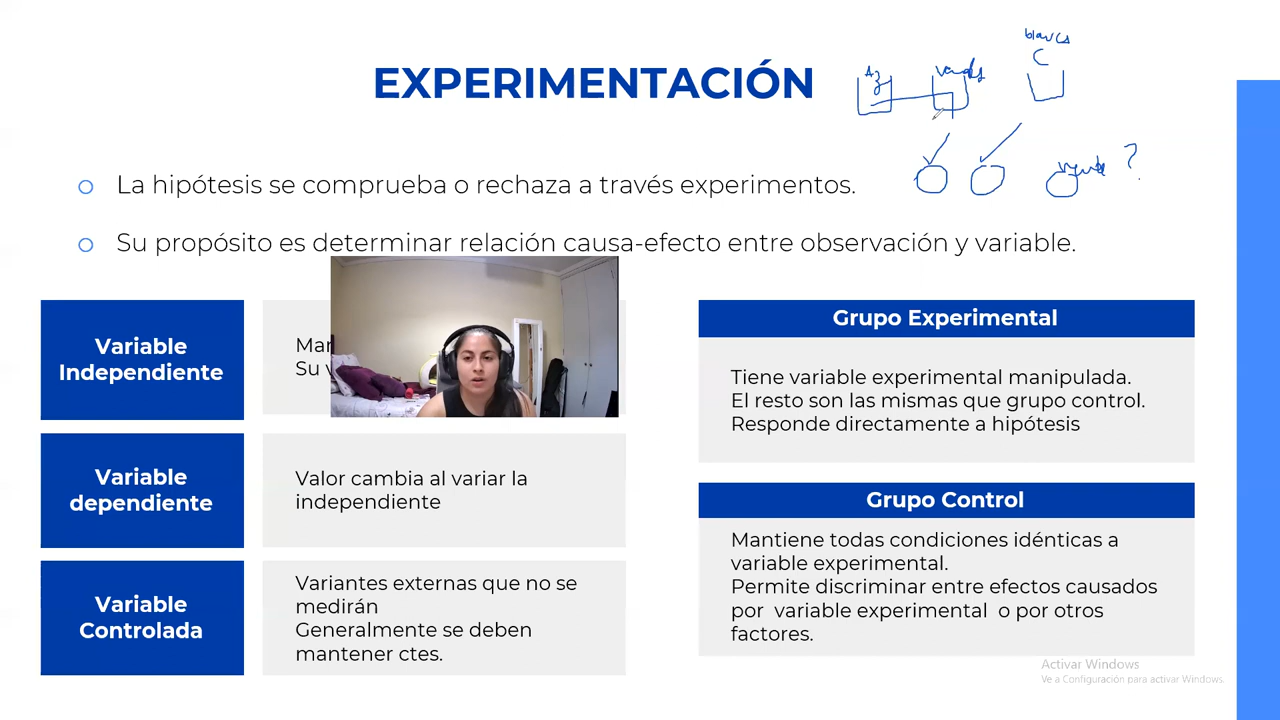 EXPERIMENTACIÓN
blanca
C
La hipótesis se comprueba o rechaza a través experimentos.
?
Su propósito es determinar relación causa-efecto entre observación y variable.
Variable
Independiente
Su
Variable
dependiente
Valor cambia al variar la
independiente
Variable
Controlada
Variantes externas que no se
medirán
Generalmente se deben
mantener ctes.
Grupo Experimental
Tiene variable experimental manipulada.
El resto son las mismas que grupo control.
Responde directamente a hipótesis
Grupo Control
Mantiene todas condiciones idénticas a
variable experimental.
Permite discriminar entre efectos causados
por variable experimental o por otros
factores.
Activar Windows
Ve a Configuración para activar Windows.